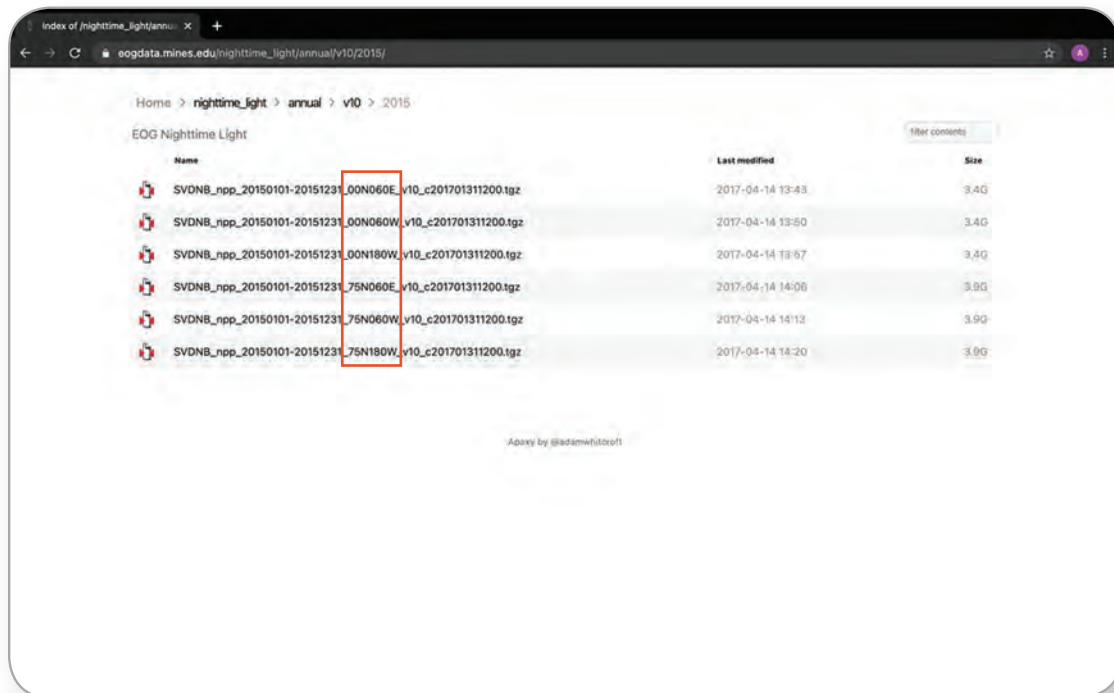 Index of /nighttime_light/annu
eogdata.mines.edu/nighttime_light/annual/v10/2015/
A
Home > nighttime_light > annual > v10 > 2015
EOG Nighttime Light
filter contents
Name Last modified Size
SVDNB_npp_20150101-20151231_00N060E_v10_c201701311200.tgz 2017-04-14 13:43 3.4G
SVDNB_npp_20150101-20151231_00N060W_v10_c201701311200.tgz 2017-04-14 13:50 3.4G
SVDNB_npp_20150101-20151231_00N180W_v10_c201701311200.tgz 2017-04-14 13:57 3.4G
SVDNB_npp_20150101-20151231_75N060E_v10_c201701311200.tgz 2017-04-14 14:06 3.9G
SVDNB_npp_20150101-20151231_75N060W_v10_c201701311200.tgz 2017-04-14 14:13 3.9G
SVDNB_npp_20150101-20151231_75N180W_v10_c201701311200.tgz 2017-04-14 14:20 3.9G
Apaxy by @adamwhitcroft